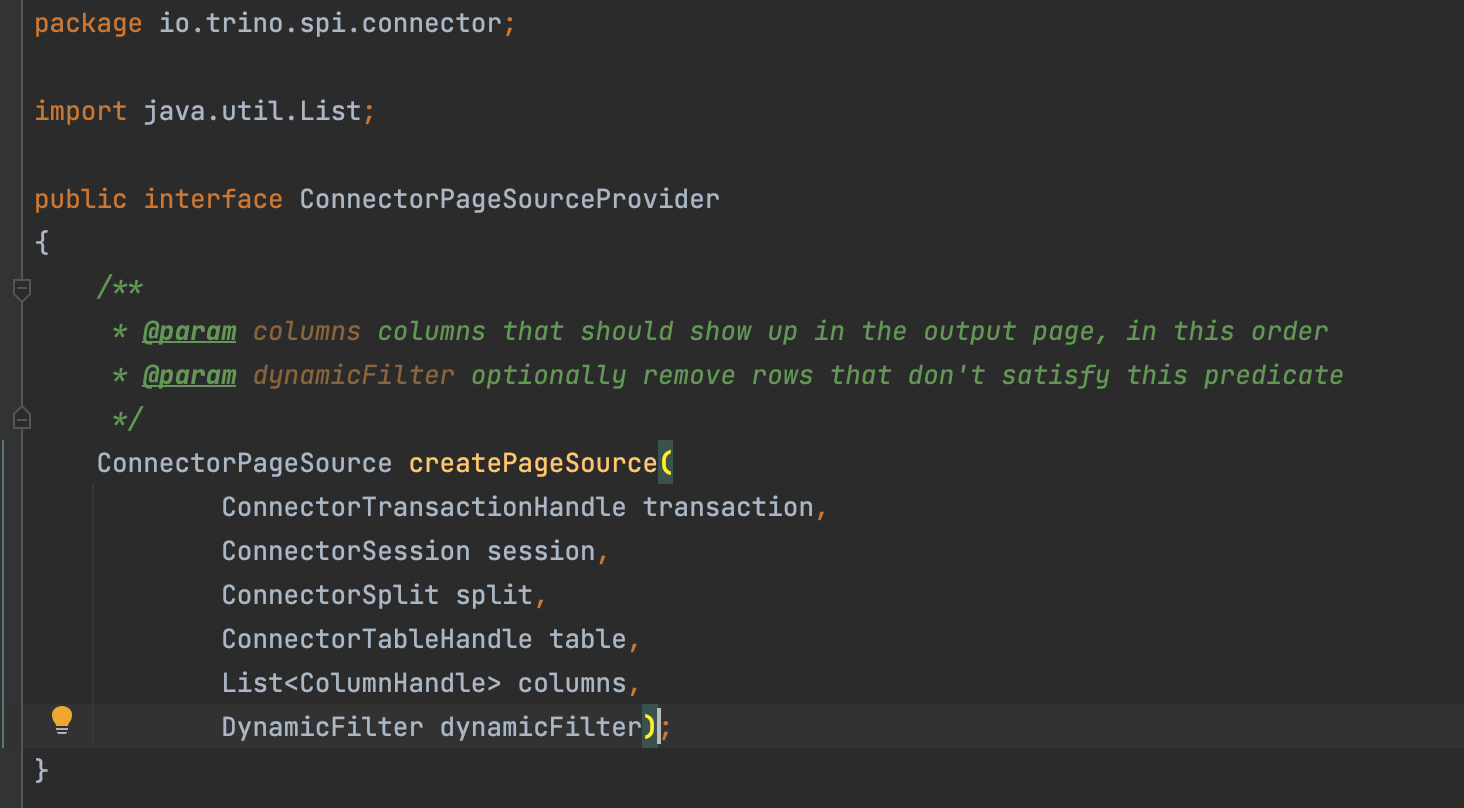 package io.trino.spi.connector;
import java.util.List;
public interface ConnectorPageSourceProvider
{
/**
* @param columns columns that should show up in the output page, in this order
* @param dynamicFilter optionally remove rows that don't satisfy this predicate
*/
ConnectorPageSource createPageSource(
ConnectorTransactionHandle transaction,
ConnectorSession session,
ConnectorSplit split,
ConnectorTableHandle table,
List<ColumnHandle> columns,
DynamicFilter dynamicFilter);
}